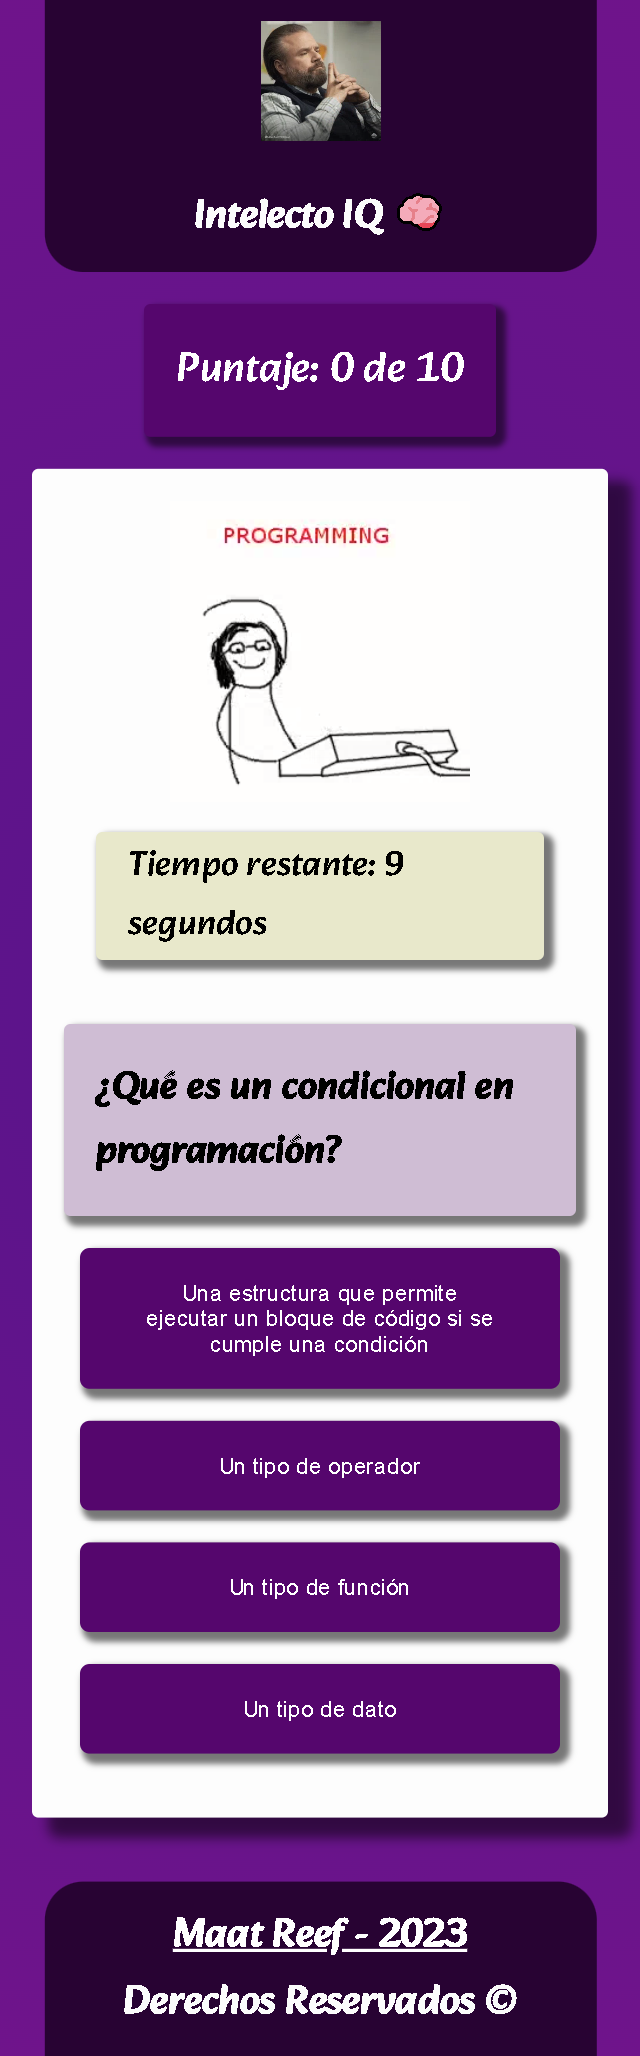 Intelecto IQ 🧠
Puntaje: 0 de 10
PROGRAMMING
Tiempo restante: 9
segundos
¿Qué es un condicional en
programación?
Una estructura que permite
ejecutar un bloque de código si se
cumple una condición
Un tipo de operador
Un tipo de función
Un tipo de dato
Maat Reef - 2023
Derechos Reservados ©